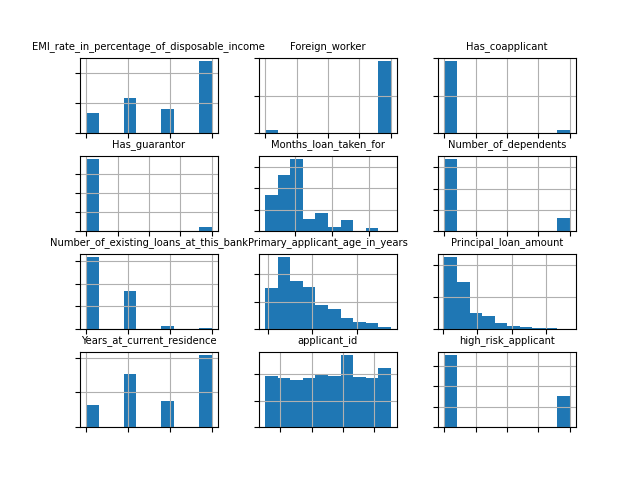 EMI_rate_in_percentage_of_disposable_income
Foreign_worker
Has_coapplicant
Has_guarantor
Months_loan_taken_for
Number_of_dependents
Number_of_existing_loans_at_this_bank
Primary_applicant_age_in_years
Principal_loan_amount
Years_at_current_residence
applicant_id
high_risk_applicant